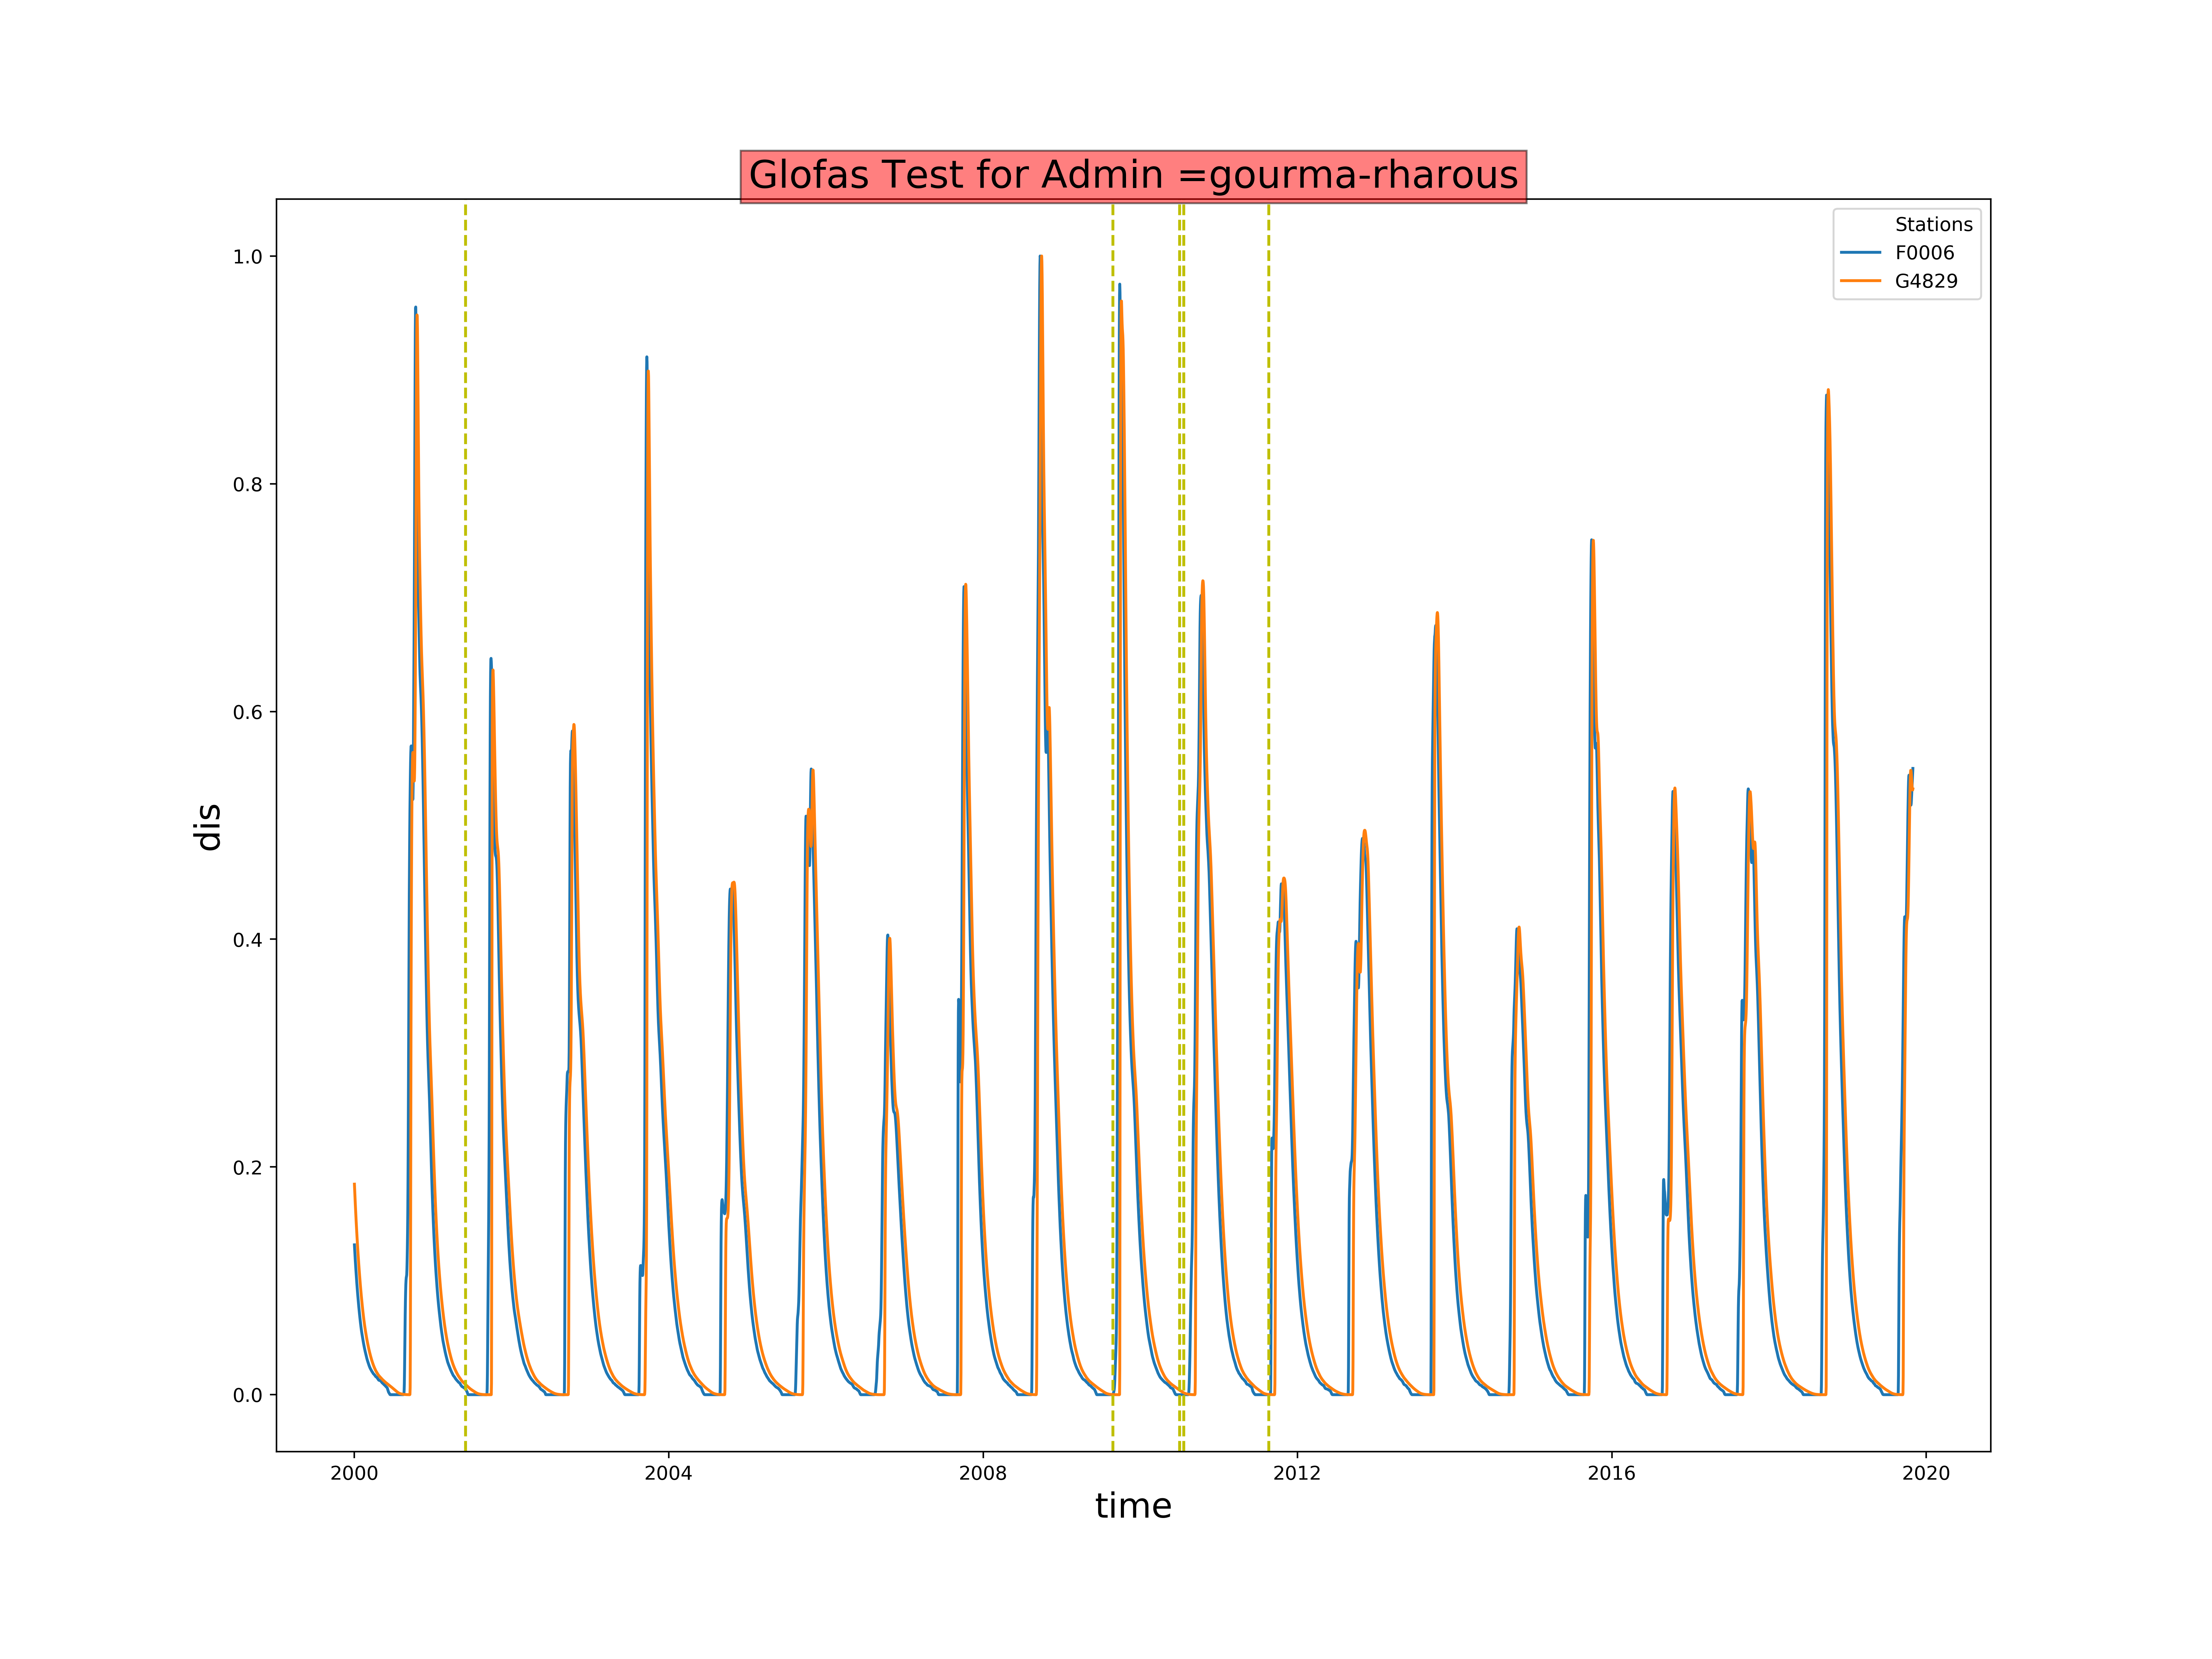 Glofas Test for Admin =gourma-rharous
Stations
F0006
G4829
1.0
0.8
0.6
0.4
0.2
0.0
dis
2000
2004
2008
2012
2016
2020
time